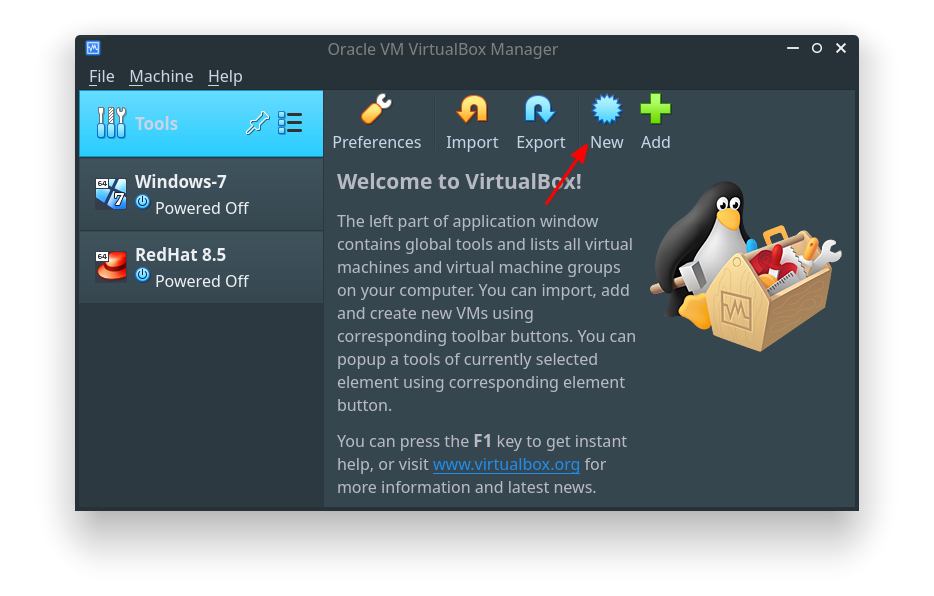 Oracle VM VirtualBox Manager
File Machine Help
Tools
Preferences Import Export New Add
64
7
Windows-7
Powered Off
64
RedHat 8.5
Powered Off
Welcome to VirtualBox!
The left part of application window
contains global tools and lists all virtual
machines and virtual machine groups
on your computer. You can import, add
and create new VMs using
corresponding toolbar buttons. You can
popup a tools of currently selected
element using corresponding element
button.
You can press the F1 key to get instant
help, or visit www.virtualbox.org for
more information and latest news.